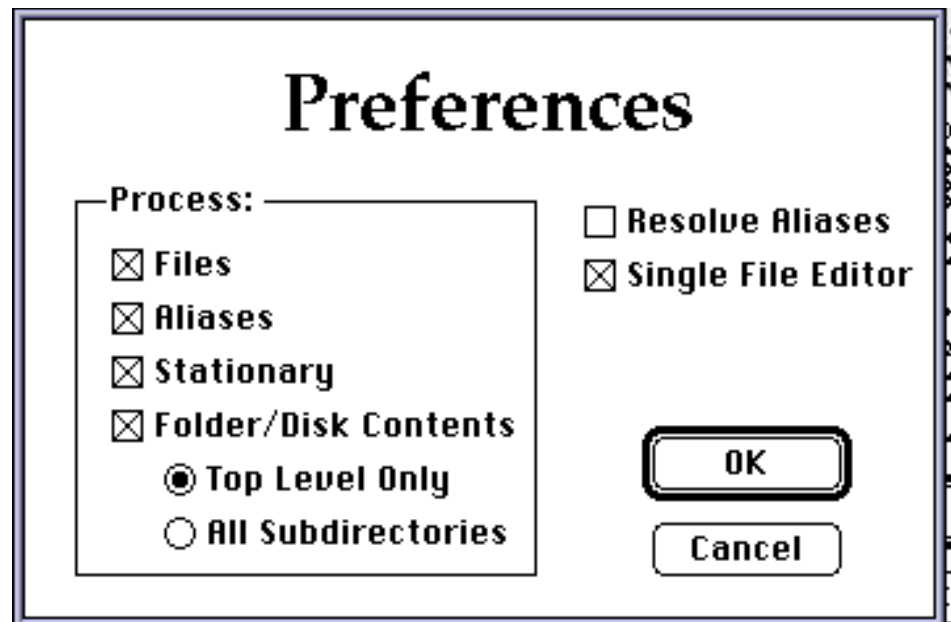 Preferences
Process:
Files
Aliases
Stationary
Folder/Disk Contents
Top Level Only
All Subdirectories
Resolve Aliases
Single File Editor
OK
Cancel